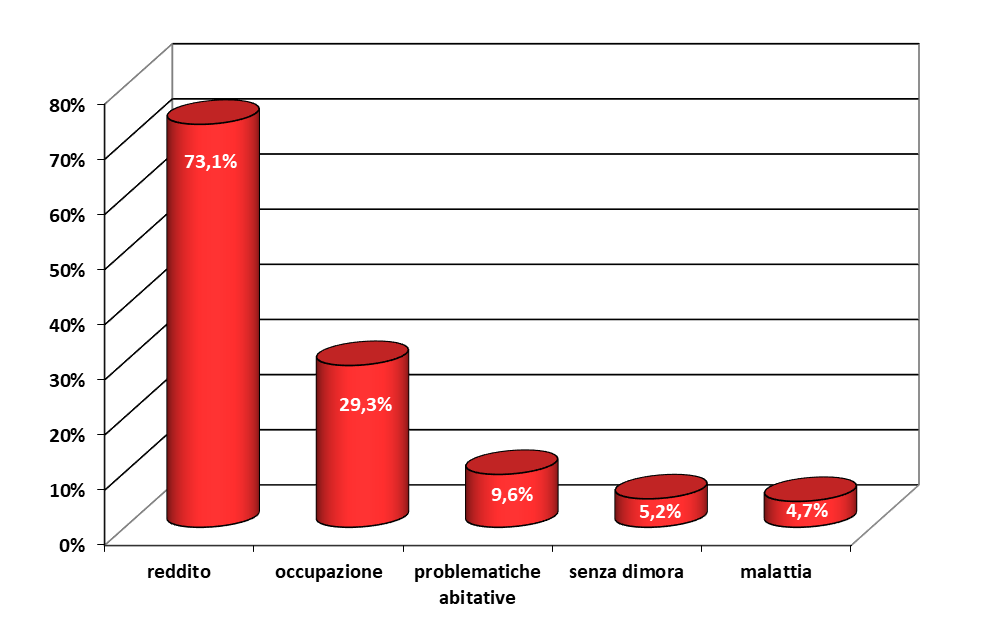 80%
70%
60%
50%
40%
30%
20%
10%
0%
73,1%
29,3%
9,6%
5,2%
4,7%
reddito
occupazione
problematiche
abitative
senza dimora
malattia